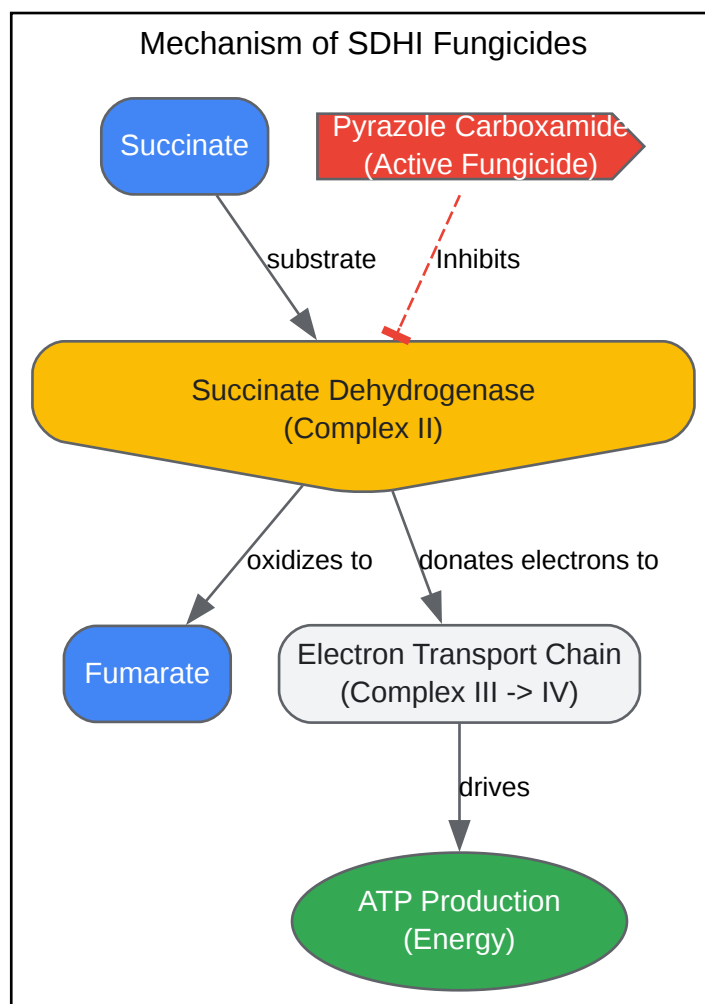 Mechanism of SDHI Fungicides
Succinate
Pyrazole Carboxamide
(Active Fungicide)
substrate
Inhibits
Succinate Dehydrogenase
(Complex II)
oxidizes to
donates electrons to
Fumarate
Electron Transport Chain
(Complex III -> IV)
drives
ATP Production
(Energy)